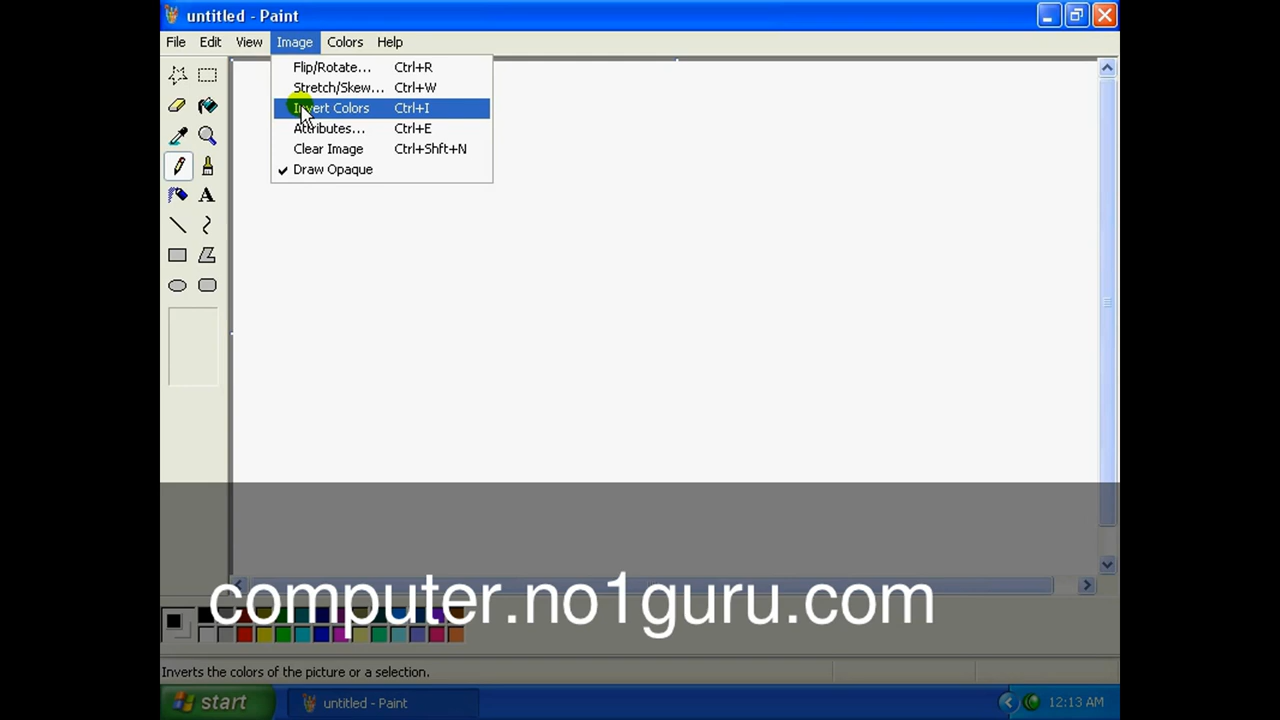 untitled - Paint
File Edit View Image Colors Help
Flip/Rotate... Ctrl+R
Stretch/Skew... Ctrl+W
Invert Colors Ctrl+I
Attributes... Ctrl+E
Clear Image Ctrl+Shft+N
Draw Opaque
A
computer.no1guru.com
Inverts the colors of the picture or a selection.
start untitled - Paint 12:13 AM